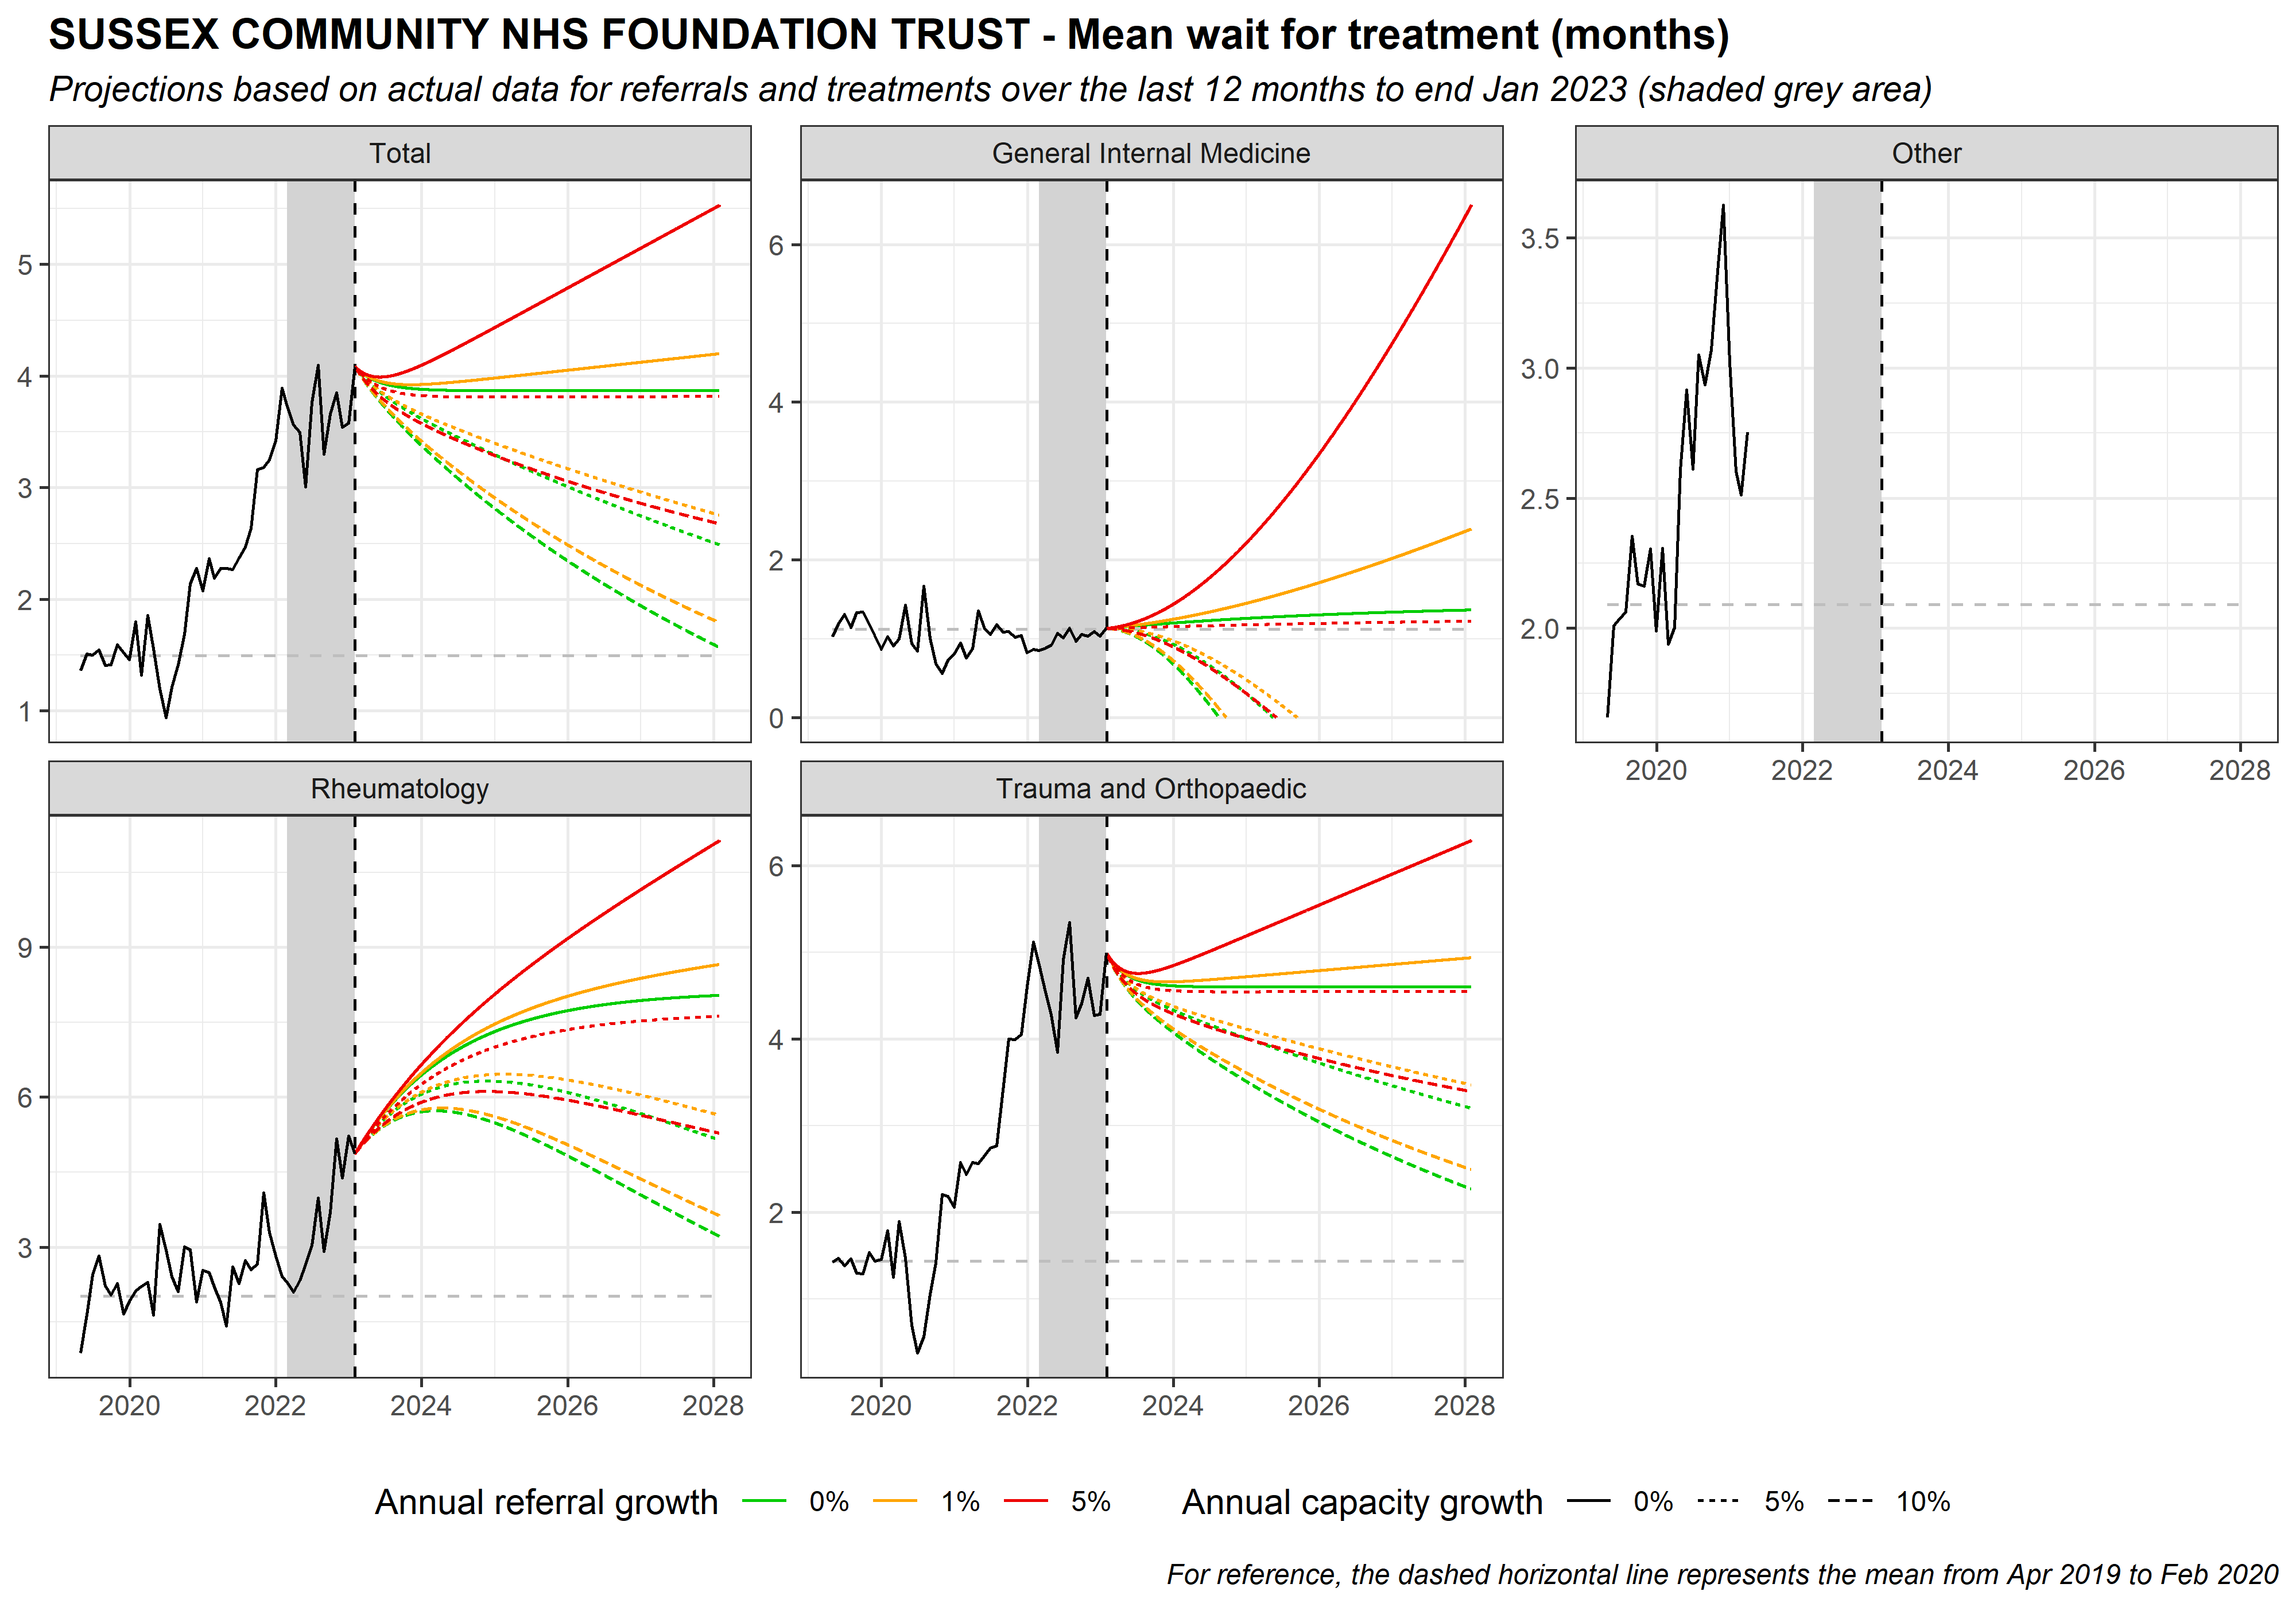 SUSSEX COMMUNITY NHS FOUNDATION TRUST - Mean wait for treatment (months)
Projections based on actual data for referrals and treatments over the last 12 months to end Jan 2023 (shaded grey area)
Total
General Internal Medicine
Other
5
4
3
2
1
6
4
2
0
3.5
3.0
2.5
2.0
2020 2022 2024 2026 2028
Rheumatology
Trauma and Orthopaedic
9
6
3
6
4
2
2020 2022 2024 2026 2028
2020 2022 2024 2026 2028
Annual referral growth 0% 1% 5% Annual capacity growth 0% 5% 10%
For reference, the dashed horizontal line represents the mean from Apr 2019 to Feb 2020